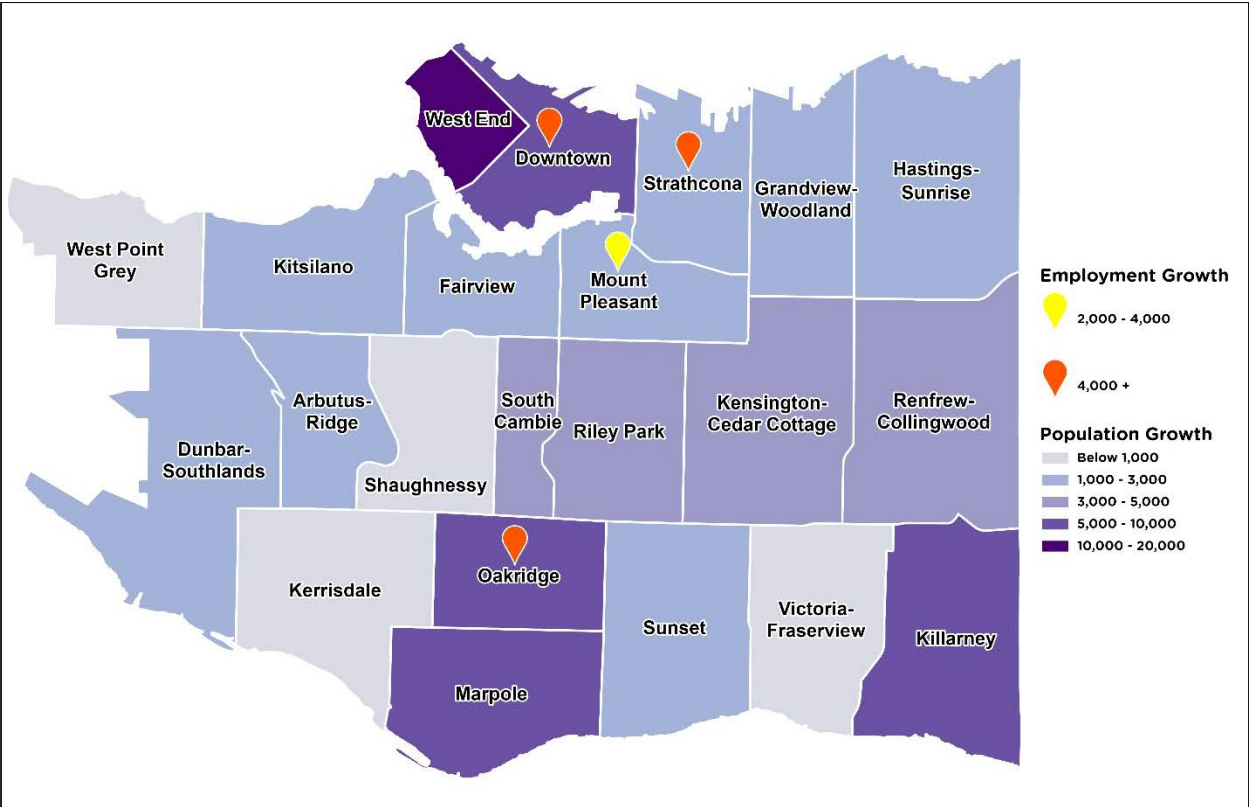 West End
Downtown
Strathcona
Grandview-
Woodland
Hastings-
Sunrise
West Point
Grey
Kitsilano
Fairview
Mount
Pleasant
Dunbar-
Southlands
Arbutus-
Ridge
Shaughnessy
South
Cambie
Riley Park
Kensington-
Cedar Cottage
Renfrew-
Collingwood
Kerrisdale
Oakridge
Marpole
Sunset
Victoria-
Fraserview
Killarney
Employment Growth
2,000 - 4,000
4,000 +
Population Growth
Below 1,000
1,000 - 3,000
3,000 - 5,000
5,000 - 10,000
10,000 - 20,000